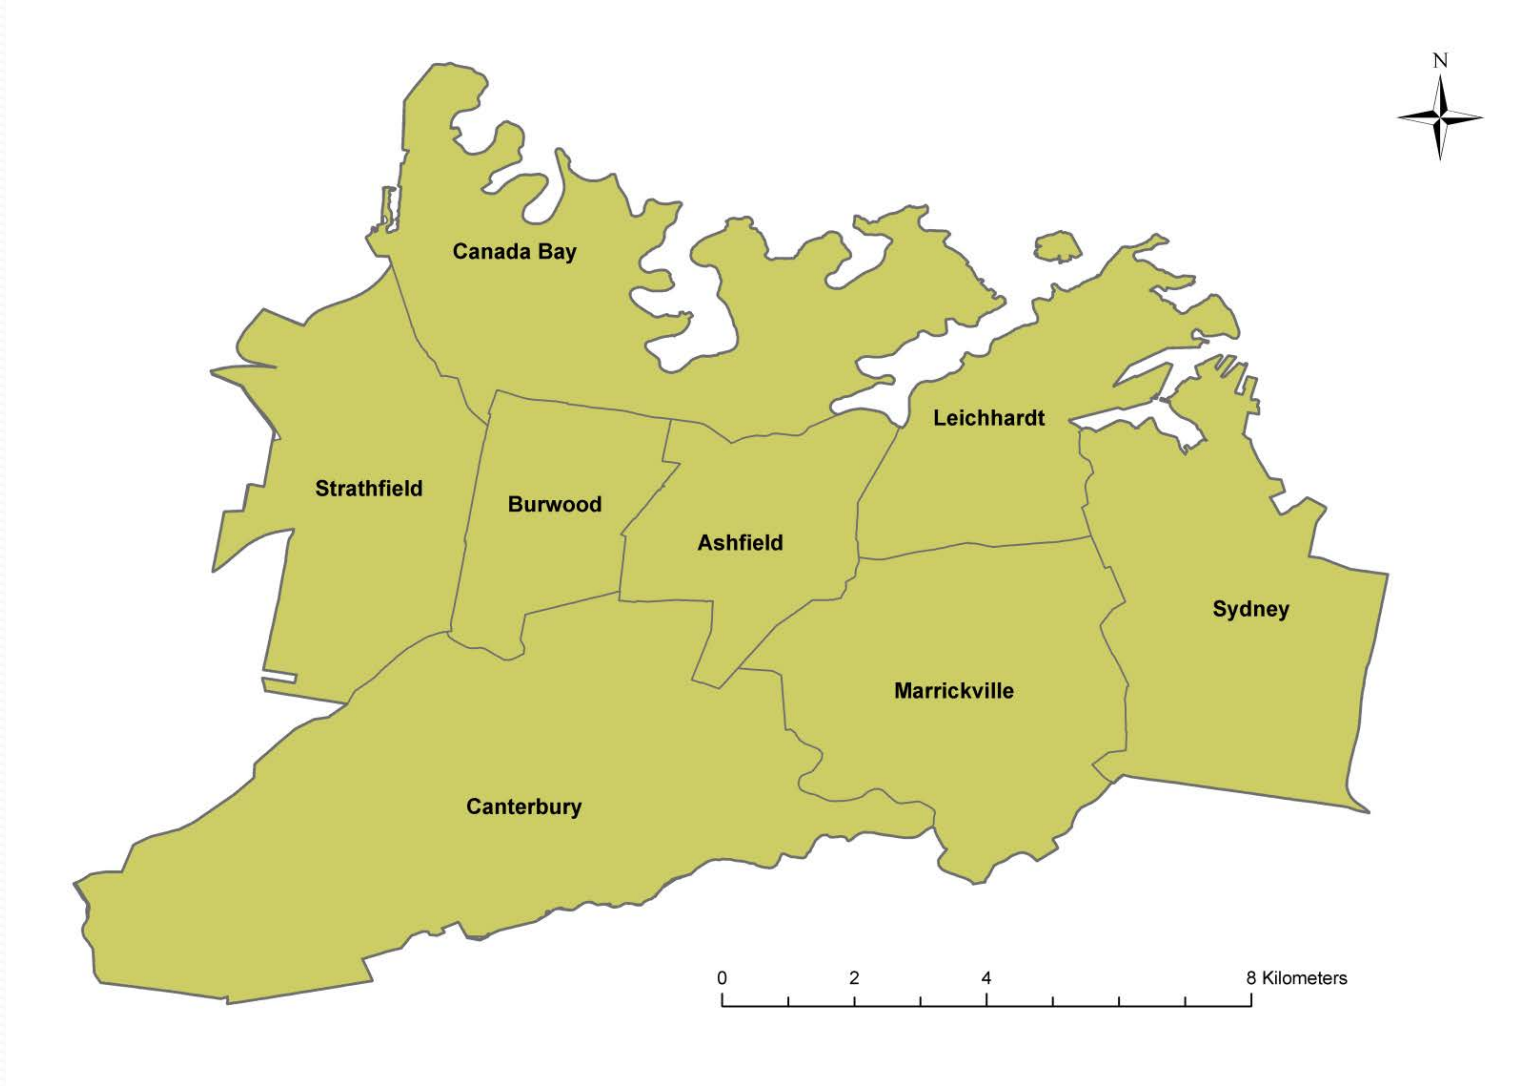 N
Canada Bay
Leichhardt
Strathfield
Burwood
Ashfield
Sydney
Marrickville
Canterbury
0 2 4 8 Kilometers